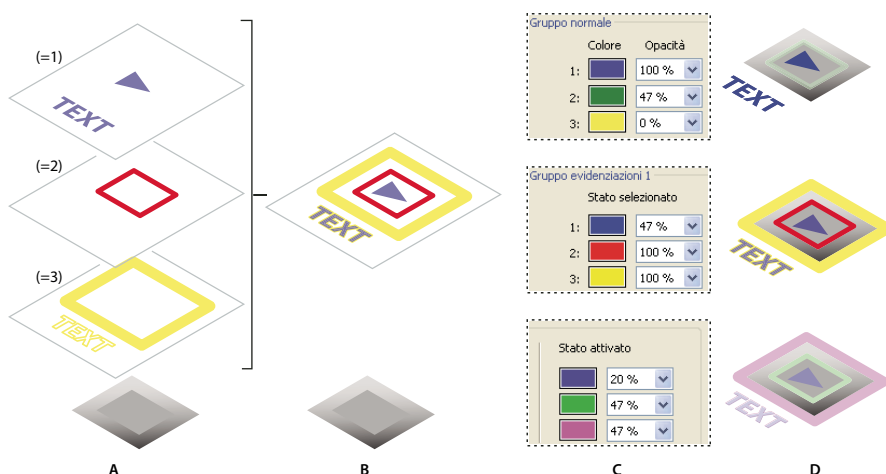 (=1)
TEXT
(=2)
(=3)
TEXT
TEXT
Gruppo normale
Colore Opacità
1: 100 %
2: 47 %
3: 0 %
TEXT
Gruppo evidenziazioni 1
Stato selezionato
1: 47 %
2: 100 %
3: 100 %
TEXT
Stato attivato
20 %
47 %
47 %
TEXT
A B C D